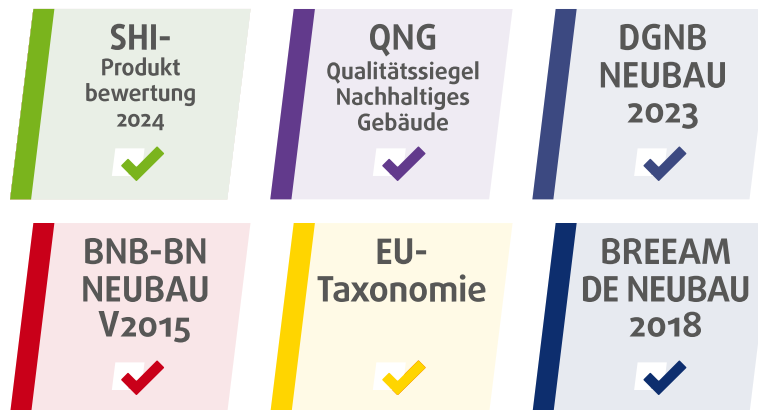 SHI-
Produkt
bewertung
2024
QNG
Qualitätssiegel
Nachhaltiges
Gebäude
DGNB
NEUBAU
2023
BNB-BN
NEUBAU
V2015
EU-
Taxonomie
BREEAM
DE NEUBAU
2018